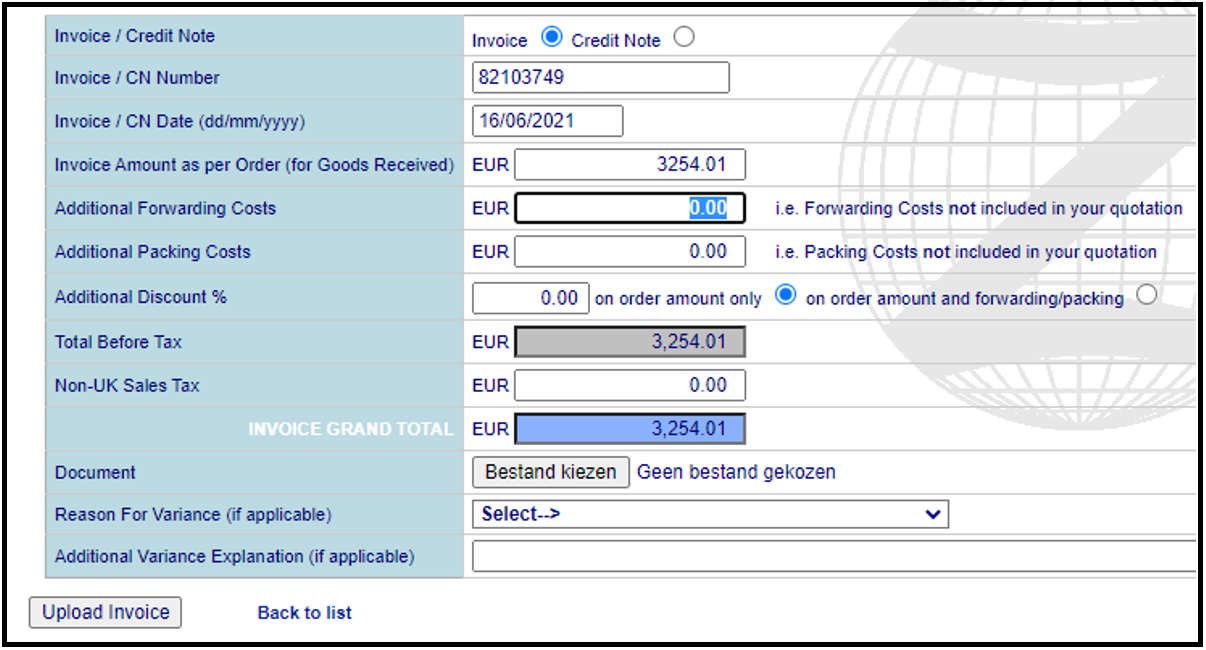 Invoice / Credit Note Invoice Credit Note
Invoice / CN Number 82103749
Invoice / CN Date (dd/mm/yyyy) 16/06/2021
Invoice Amount as per Order (for Goods Received) EUR 3254.01
Additional Forwarding Costs EUR 0.00 i.e. Forwarding Costs not included in your quotation
Additional Packing Costs EUR 0.00 i.e. Packing Costs not included in your quotation
Additional Discount % 0.00 on order amount only on order amount and forwarding/packing
Total Before Tax EUR 3,254.01
Non-UK Sales Tax EUR 0.00
INVOICE GRAND TOTAL EUR 3,254.01
Document Bestand kiezen Geen bestand gekozen
Reason For Variance (if applicable) Select-->
Additional Variance Explanation (if applicable)
Upload Invoice Back to list